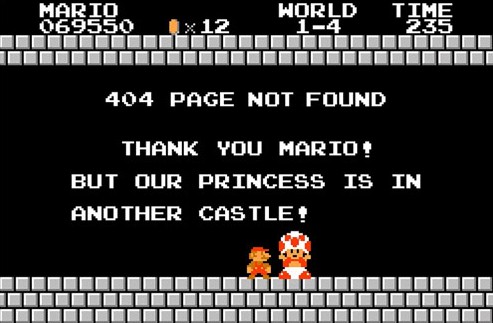 MARIO WORLD TIME
069550 ×12 1-4 235
404 PAGE NOT FOUND
THANK YOU MARIO!
BUT OUR PRINCESS IS IN
ANOTHER CASTLE!